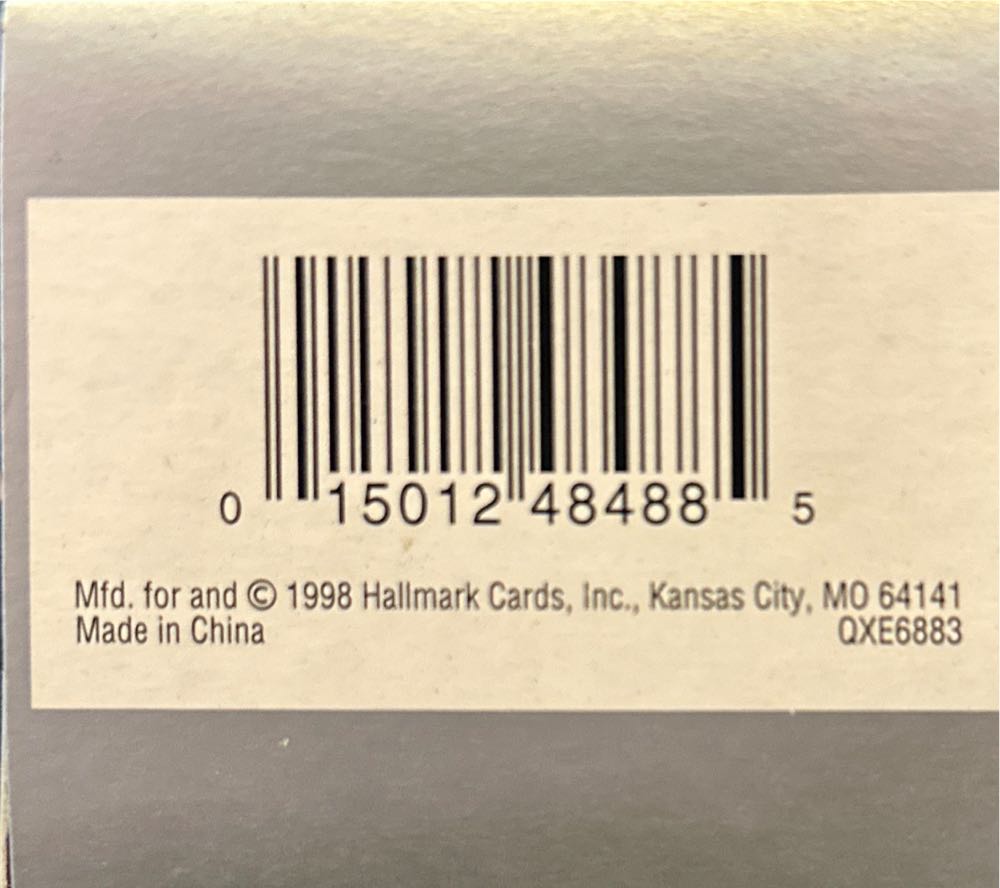 0 15012 48488 5
Mfd. for and © 1998 Hallmark Cards, Inc., Kansas City, MO 64141
Made in China QXE6883